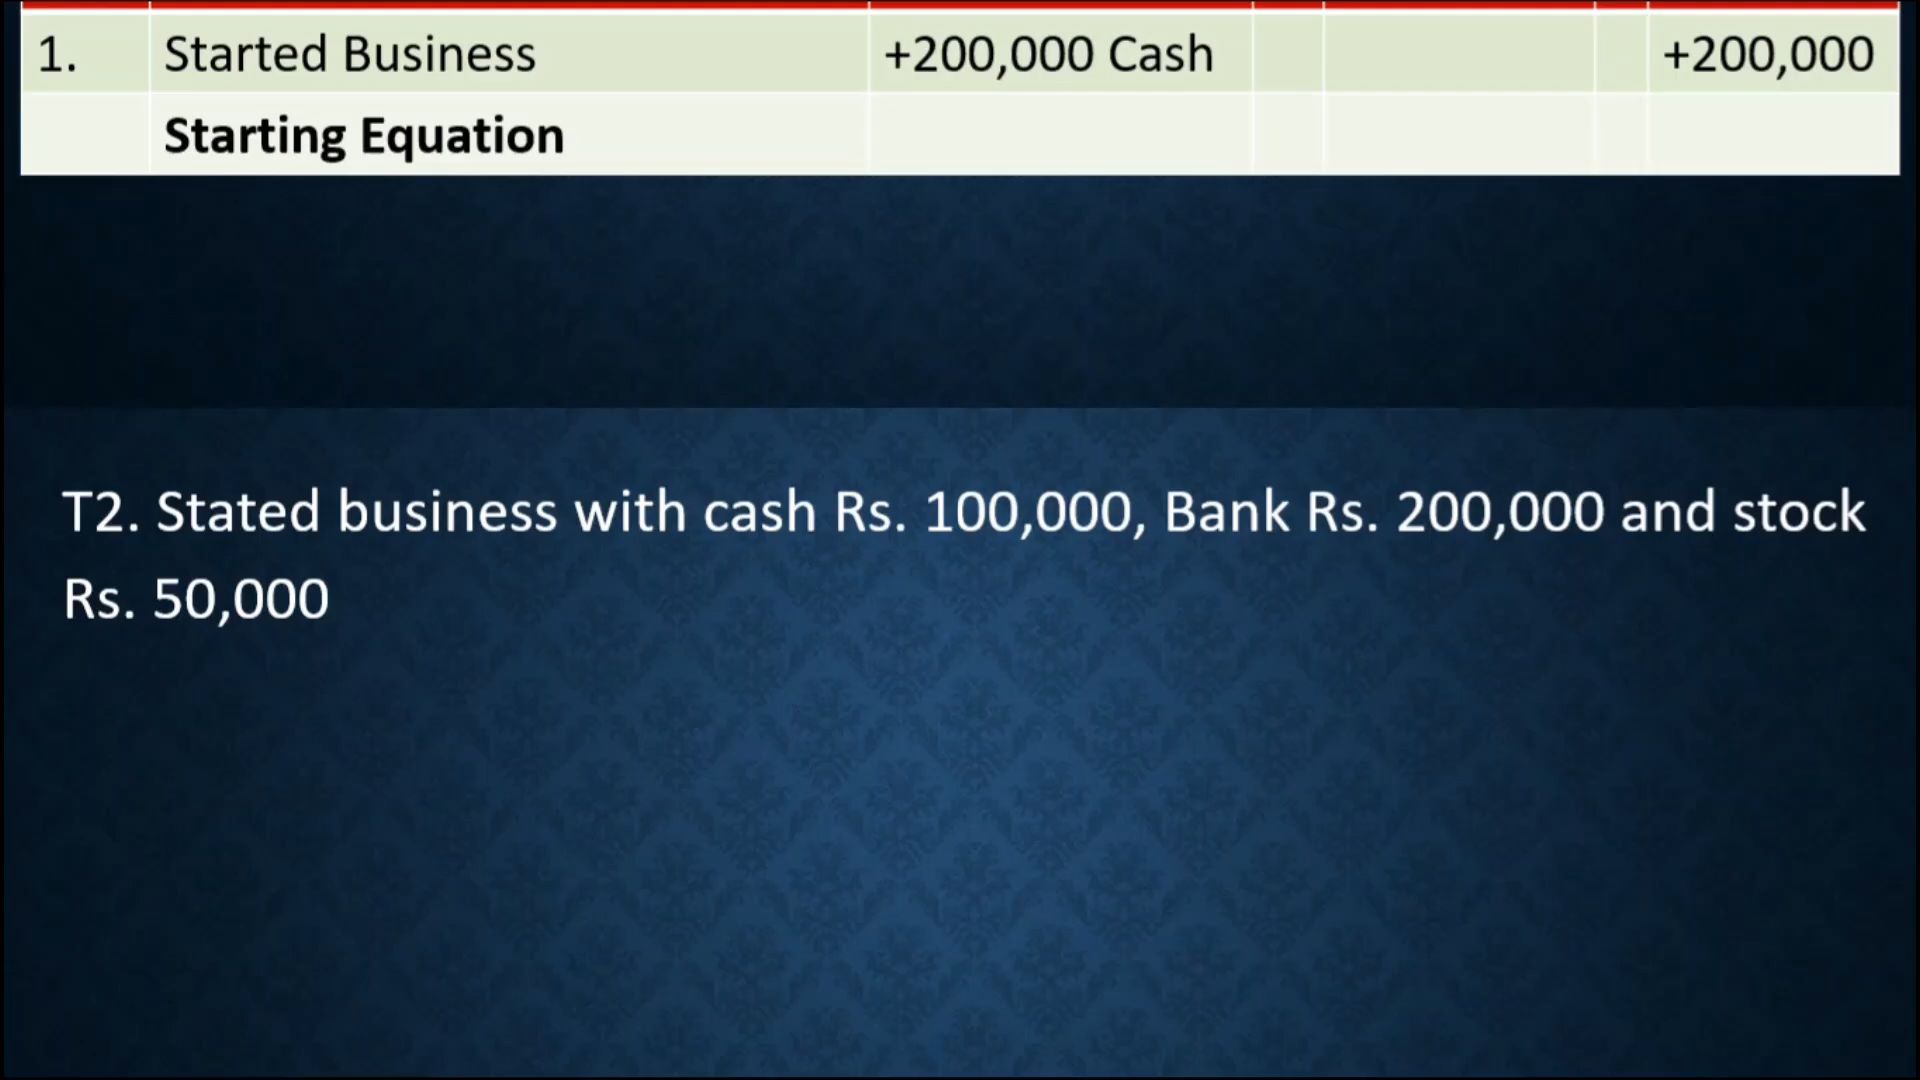 1. Started Business +200,000 Cash +200,000
Starting Equation
T2. Stated business with cash Rs. 100,000, Bank Rs. 200,000 and stock
Rs. 50,000